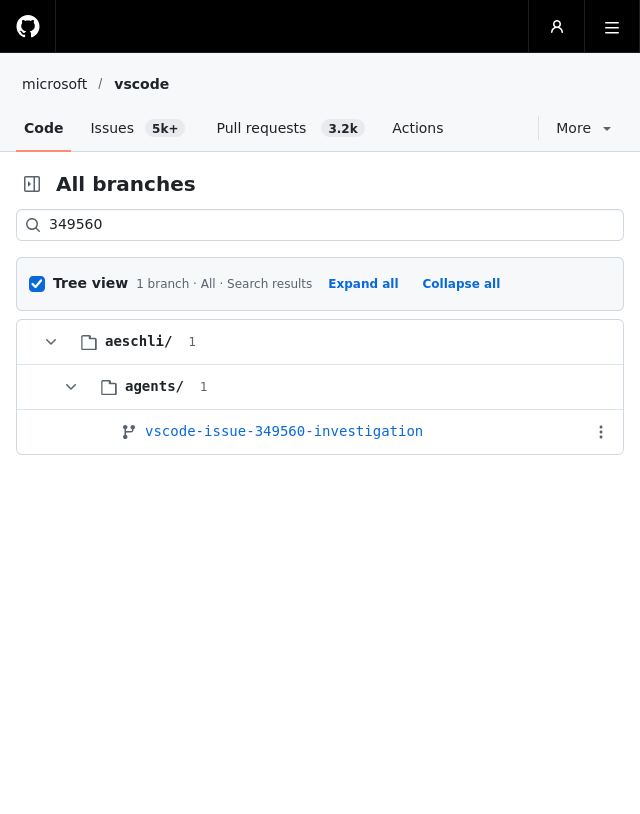 microsoft / vscode
Code Issues 5k+ Pull requests 3.2k Actions More
All branches
349560
Tree view 1 branch · All · Search results Expand all Collapse all
aeschli/ 1
agents/ 1
vscode-issue-349560-investigation